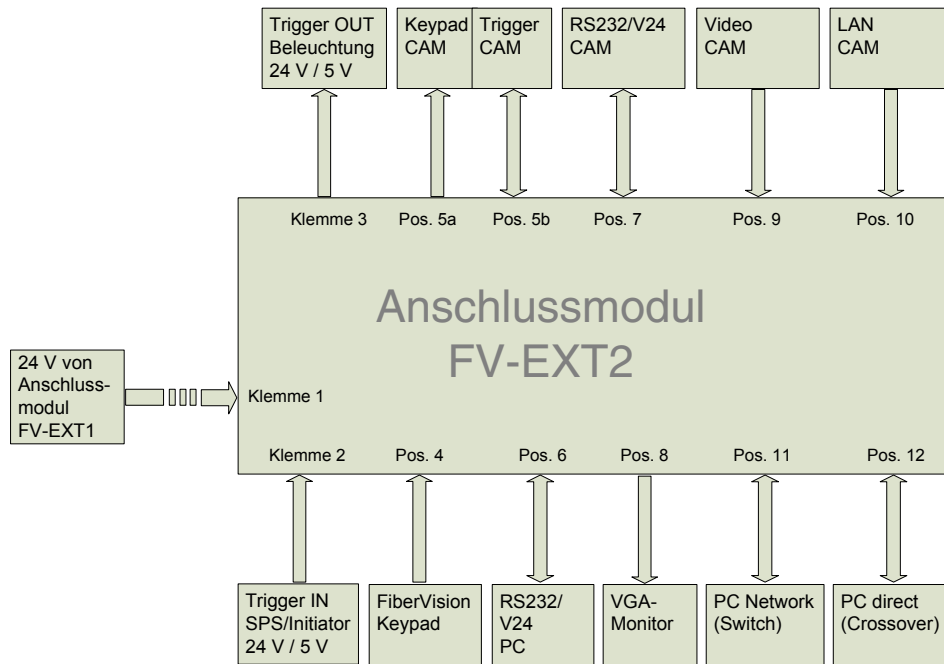 Trigger OUT
Beleuchtung
24 V / 5 V
Keypad
CAM
Trigger
CAM
RS232/V24
CAM
Video
CAM
LAN
CAM
Klemme 3
Pos. 5a
Pos. 5b
Pos. 7
Pos. 9
Pos. 10
Anschlussmodul
FV-EXT2
24 V von
Anschluss-
modul
FV-EXT1
Klemme 1
Klemme 2
Pos. 4
Pos. 6
Pos. 8
Pos. 11
Pos. 12
Trigger IN
SPS/Initiator
24 V / 5 V
FiberVision
Keypad
RS232/
V24
PC
VGA-
Monitor
PC Network
(Switch)
PC direct
(Crossover)